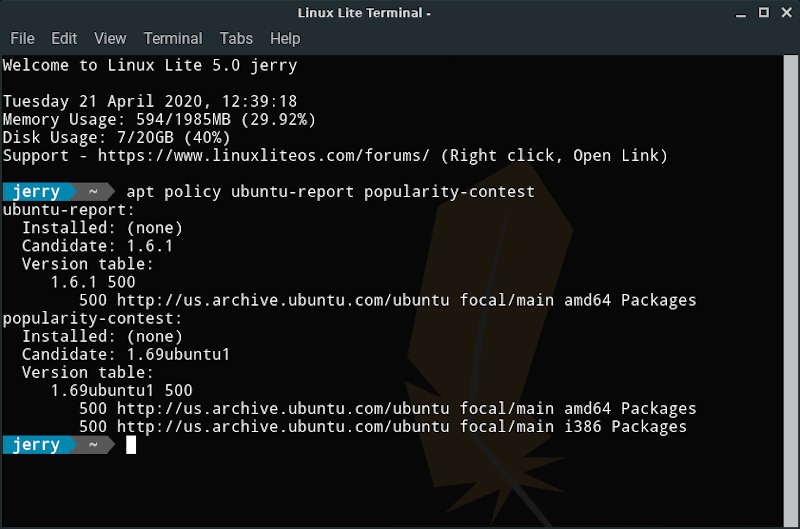 Linux Lite Terminal -
File Edit View Terminal Tabs Help
Welcome to Linux Lite 5.0 jerry
Tuesday 21 April 2020, 12:39:18
Memory Usage: 594/1985MB (29.92%)
Disk Usage: 7/20GB (40%)
Support - https://www.linuxliteos.com/forums/ (Right click, Open Link)
jerry ~ apt policy ubuntu-report popularity-contest
ubuntu-report:
  Installed: (none)
  Candidate: 1.6.1
  Version table:
     1.6.1 500
        500 http://us.archive.ubuntu.com/ubuntu focal/main amd64 Packages
popularity-contest:
  Installed: (none)
  Candidate: 1.69ubuntu1
  Version table:
     1.69ubuntu1 500
        500 http://us.archive.ubuntu.com/ubuntu focal/main amd64 Packages
        500 http://us.archive.ubuntu.com/ubuntu focal/main i386 Packages
jerry ~